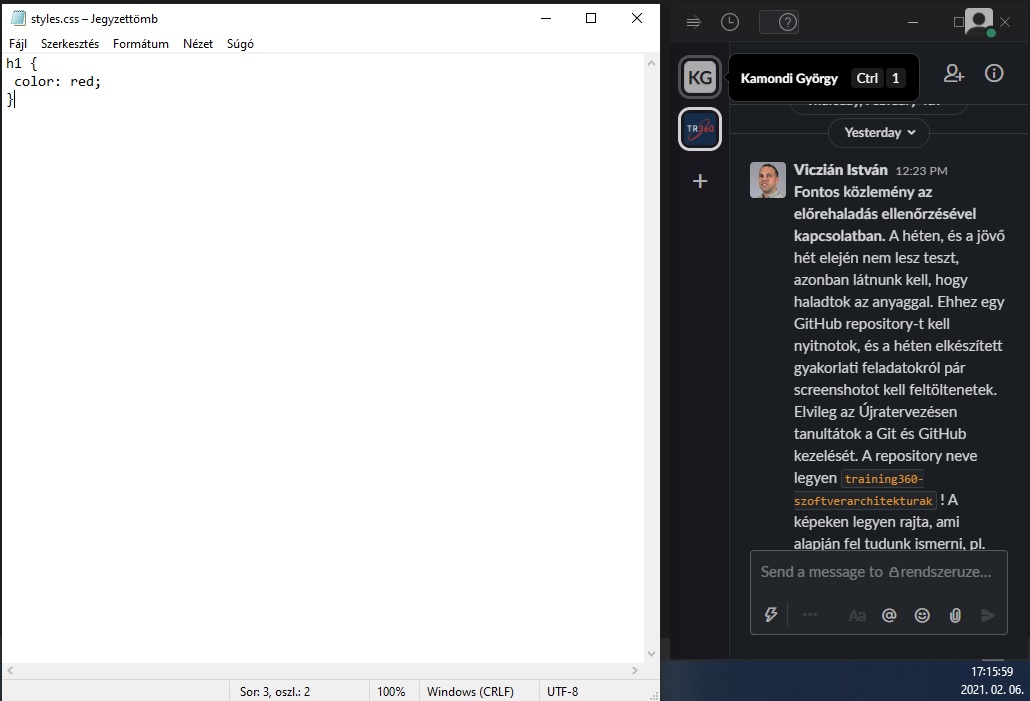 styles.css – Jegyzettömb
Fájl Szerkesztés Formátum Nézet Súgó
h1 {
color: red;
}
Sor: 3, oszl.: 2 100% Windows (CRLF) UTF-8
KG
Kamondi György Ctrl 1
TR360
Yesterday
Viczián István 12:23 PM
Fontos közlemény az
előrehaladás ellenőrzésével
kapcsolatban. A héten, és a jövő
hét elején nem lesz teszt,
azonban látnunk kell, hogy
haladtok az anyaggal. Ehhez egy
GitHub repository-t kell
nyitnotok, és a héten elkészített
gyakorlati feladatokról pár
screenshotot kell feltöltenetek.
Elvileg az Újratervezésen
tanultátok a Git és GitHub
kezelését. A repository neve
legyen training360-
szoftverarchitekturak ! A
képeken legyen rajta, ami
alapján fel tudunk ismerni, pl.
Send a message to rendszeruze...
Aa
17:15:59
2021. 02. 06.